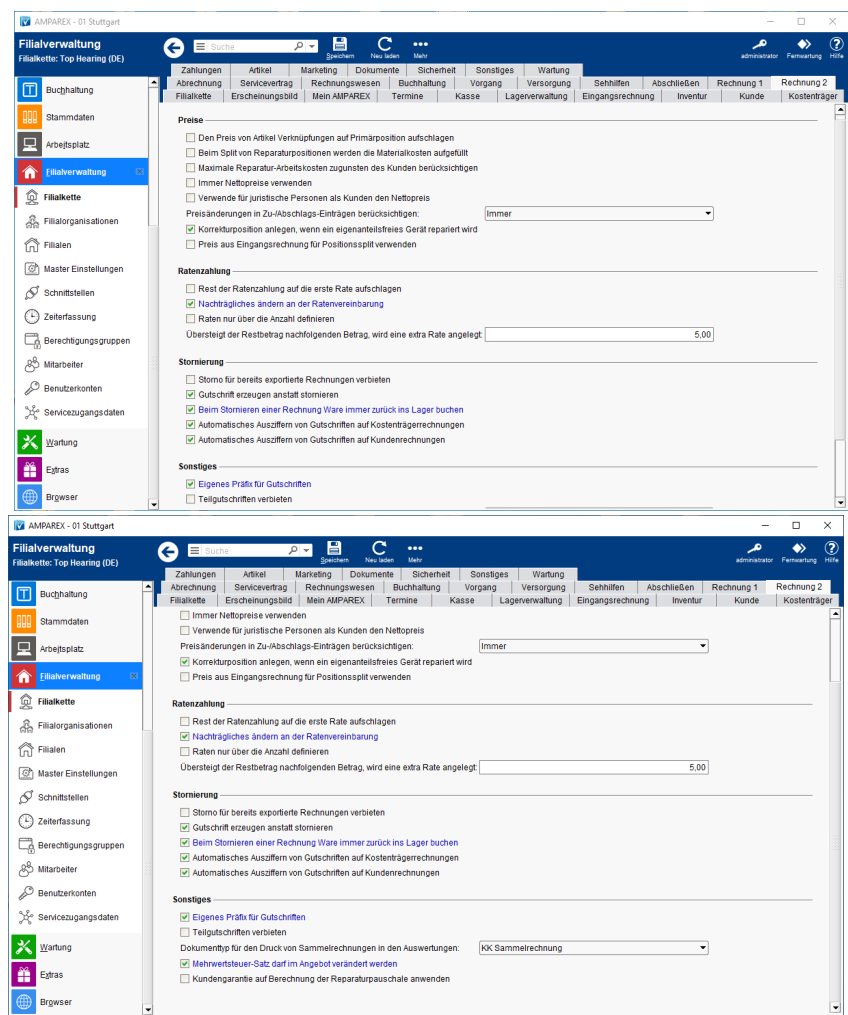 AMPAREX - 01 Stuttgart
Filialverwaltung
Filialkette: Top Hearing (DE)
Suche
Speichern
Neu laden
Mehr
administrator
Fernwartung
Hilfe
Zahlungen Artikel Marketing Dokumente Sicherheit Sonstiges Wartung
Abrechnung Servicevertrag Rechnungswesen Buchhaltung Vorgang Versorgung Sehhilfen Abschließen Rechnung 1 Rechnung 2
Filialkette Erscheinungsbild Mein AMPAREX Termine Kasse Lagerverwaltung Eingangsrechnung Inventur Kunde Kostenträger
Buchhaltung
Stammdaten
Arbeitsplatz
Filialverwaltung
Filialkette
Filialorganisationen
Filialen
Master Einstellungen
Schnittstellen
Zeiterfassung
Berechtigungsgruppen
Mitarbeiter
Benutzerkonten
Servicezugangsdaten
Wartung
Extras
Browser
Preise
Den Preis von Artikel Verknüpfungen auf Primärposition aufschlagen
Beim Split von Reparaturpositionen werden die Materialkosten aufgefüllt
Maximale Reparatur-Arbeitskosten zugunsten des Kunden berücksichtigen
Immer Nettopreise verwenden
Verwende für juristische Personen als Kunden den Nettopreis
Preisänderungen in Zu-/Abschlags-Einträgen berücksichtigen: Immer
Korrekturposition anlegen, wenn ein eigenanteilsfreies Gerät repariert wird
Preis aus Eingangsrechnung für Positionssplit verwenden
Ratenzahlung
Rest der Ratenzahlung auf die erste Rate aufschlagen
Nachträgliches ändern an der Ratenvereinbarung
Raten nur über die Anzahl definieren
Übersteigt der Restbetrag nachfolgenden Betrag, wird eine extra Rate angelegt: 5,00
Stornierung
Storno für bereits exportierte Rechnungen verbieten
Gutschrift erzeugen anstatt stornieren
Beim Stornieren einer Rechnung Ware immer zurück ins Lager buchen
Automatisches Ausziffern von Gutschriften auf Kostenträgerrechnungen
Automatisches Ausziffern von Gutschriften auf Kundenrechnungen
Sonstiges
Eigenes Präfix für Gutschriften
Teilgutschriften verbieten
AMPAREX - 01 Stuttgart
Filialverwaltung
Filialkette: Top Hearing (DE)
Suche
Speichern
Neu laden
Mehr
administrator
Fernwartung
Hilfe
Zahlungen Artikel Marketing Dokumente Sicherheit Sonstiges Wartung
Abrechnung Servicevertrag Rechnungswesen Buchhaltung Vorgang Versorgung Sehhilfen Abschließen Rechnung 1 Rechnung 2
Filialkette Erscheinungsbild Mein AMPAREX Termine Kasse Lagerverwaltung Eingangsrechnung Inventur Kunde Kostenträger
Buchhaltung
Stammdaten
Arbeitsplatz
Filialverwaltung
Filialkette
Filialorganisationen
Filialen
Master Einstellungen
Schnittstellen
Zeiterfassung
Berechtigungsgruppen
Mitarbeiter
Benutzerkonten
Servicezugangsdaten
Wartung
Extras
Browser
Immer Nettopreise verwenden
Verwende für juristische Personen als Kunden den Nettopreis
Preisänderungen in Zu-/Abschlags-Einträgen berücksichtigen: Immer
Korrekturposition anlegen, wenn ein eigenanteilsfreies Gerät repariert wird
Preis aus Eingangsrechnung für Positionssplit verwenden
Ratenzahlung
Rest der Ratenzahlung auf die erste Rate aufschlagen
Nachträgliches ändern an der Ratenvereinbarung
Raten nur über die Anzahl definieren
Übersteigt der Restbetrag nachfolgenden Betrag, wird eine extra Rate angelegt: 5,00
Stornierung
Storno für bereits exportierte Rechnungen verbieten
Gutschrift erzeugen anstatt stornieren
Beim Stornieren einer Rechnung Ware immer zurück ins Lager buchen
Automatisches Ausziffern von Gutschriften auf Kostenträgerrechnungen
Automatisches Ausziffern von Gutschriften auf Kundenrechnungen
Sonstiges
Eigenes Präfix für Gutschriften
Teilgutschriften verbieten
Dokumenttyp für den Druck von Sammelrechnungen in den Auswertungen: KK Sammelrechnung
Mehrwertsteuer-Satz darf im Angebot verändert werden
Kundengarantie auf Berechnung der Reparaturpauschale anwenden